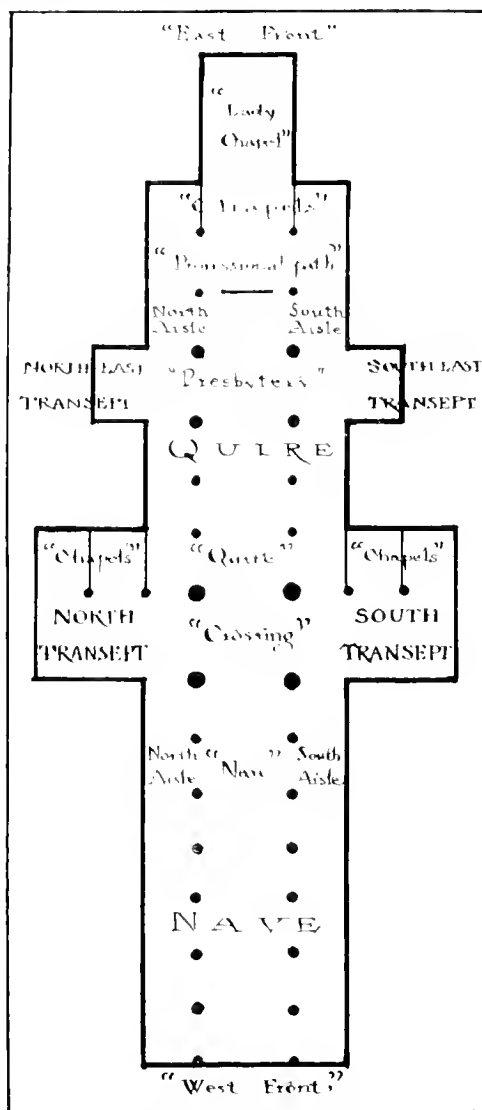 "East Front"
"Lady
Chapel"
"Chapels"
"Processional path"
North
Aisle
South
Aisle
NORTH EAST
TRANSEPT
"Presbytery"
SOUTH EAST
TRANSEPT
QUIRE
"Chapels"
"Quire"
"Chapels"
NORTH
TRANSEPT
"Crossing"
SOUTH
TRANSEPT
North
Aisle
"Nave"
South
Aisle
NAVE
"West Front"